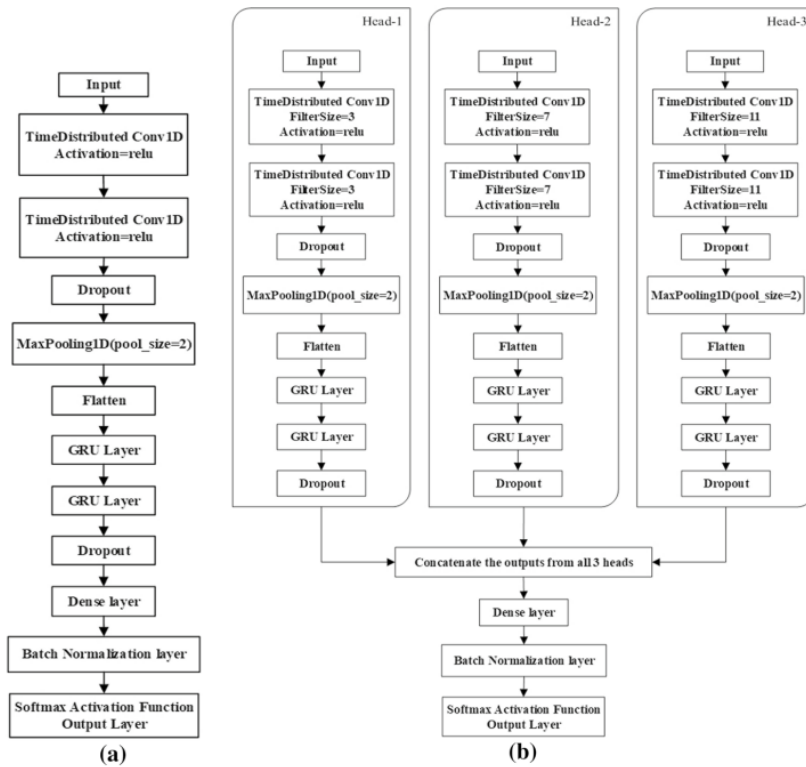 Input
TimeDistributed Conv1D
Activation=relu
TimeDistributed Conv1D
Activation=relu
Dropout
MaxPooling1D(pool_size=2)
Flatten
GRU Layer
GRU Layer
Dropout
Dense layer
Batch Normalization layer
Softmax Activation Function
Output Layer
(a)
Head-1
Input
TimeDistributed Conv1D
FilterSize=3
Activation=relu
TimeDistributed Conv1D
FilterSize=3
Activation=relu
Dropout
MaxPooling1D(pool_size=2)
Flatten
GRU Layer
GRU Layer
Dropout
Head-2
Input
TimeDistributed Conv1D
FilterSize=7
Activation=relu
TimeDistributed Conv1D
FilterSize=7
Activation=relu
Dropout
MaxPooling1D(pool_size=2)
Flatten
GRU Layer
GRU Layer
Dropout
Head-3
Input
TimeDistributed Conv1D
FilterSize=11
Activation=relu
TimeDistributed Conv1D
FilterSize=11
Activation=relu
Dropout
MaxPooling1D(pool_size=2)
Flatten
GRU Layer
GRU Layer
Dropout
Concatenate the outputs from all 3 heads
Dense layer
Batch Normalization layer
Softmax Activation Function
Output Layer
(b)